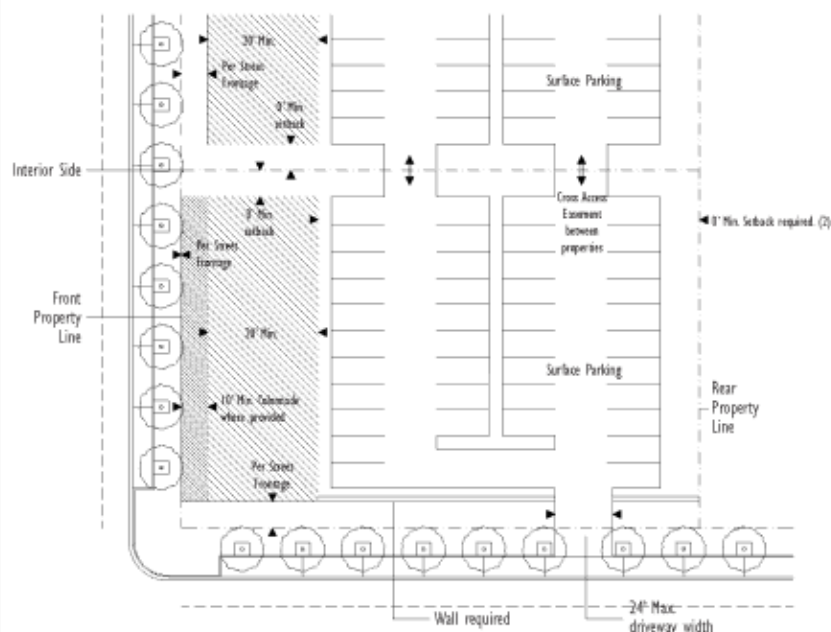 Min.
Per Street
Frontage
Surface Parking
0' Min
setback
Interior Side
Cross Access
Easement
between
properties
0' Min. Setback required. (2)
0' Min
setback
Per Street
Frontage
Front
Property
Line
Min.
Surface Parking
Rear
Property
Line
10' Min. Colonnade
where provided
Per Street
Frontage
Wall required
24' Max.
driveway width